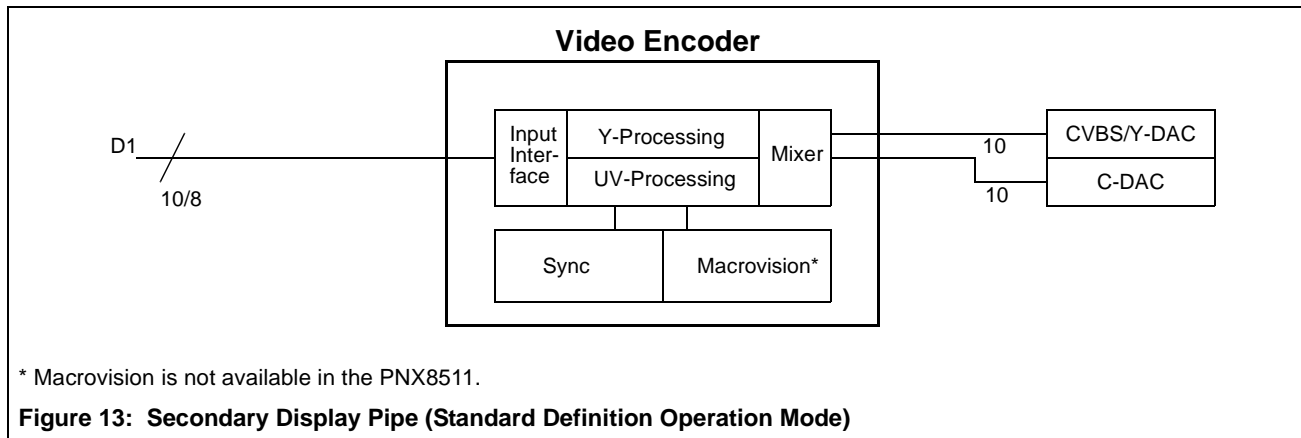 Video Encoder
D1
10/8
Input
Inter-
face
Y-Processing
UV-Processing
Mixer
10
10
CVBS/Y-DAC
C-DAC
Sync
Macrovision*
* Macrovision is not available in the PNX8511.
Figure 13: Secondary Display Pipe (Standard Definition Operation Mode)